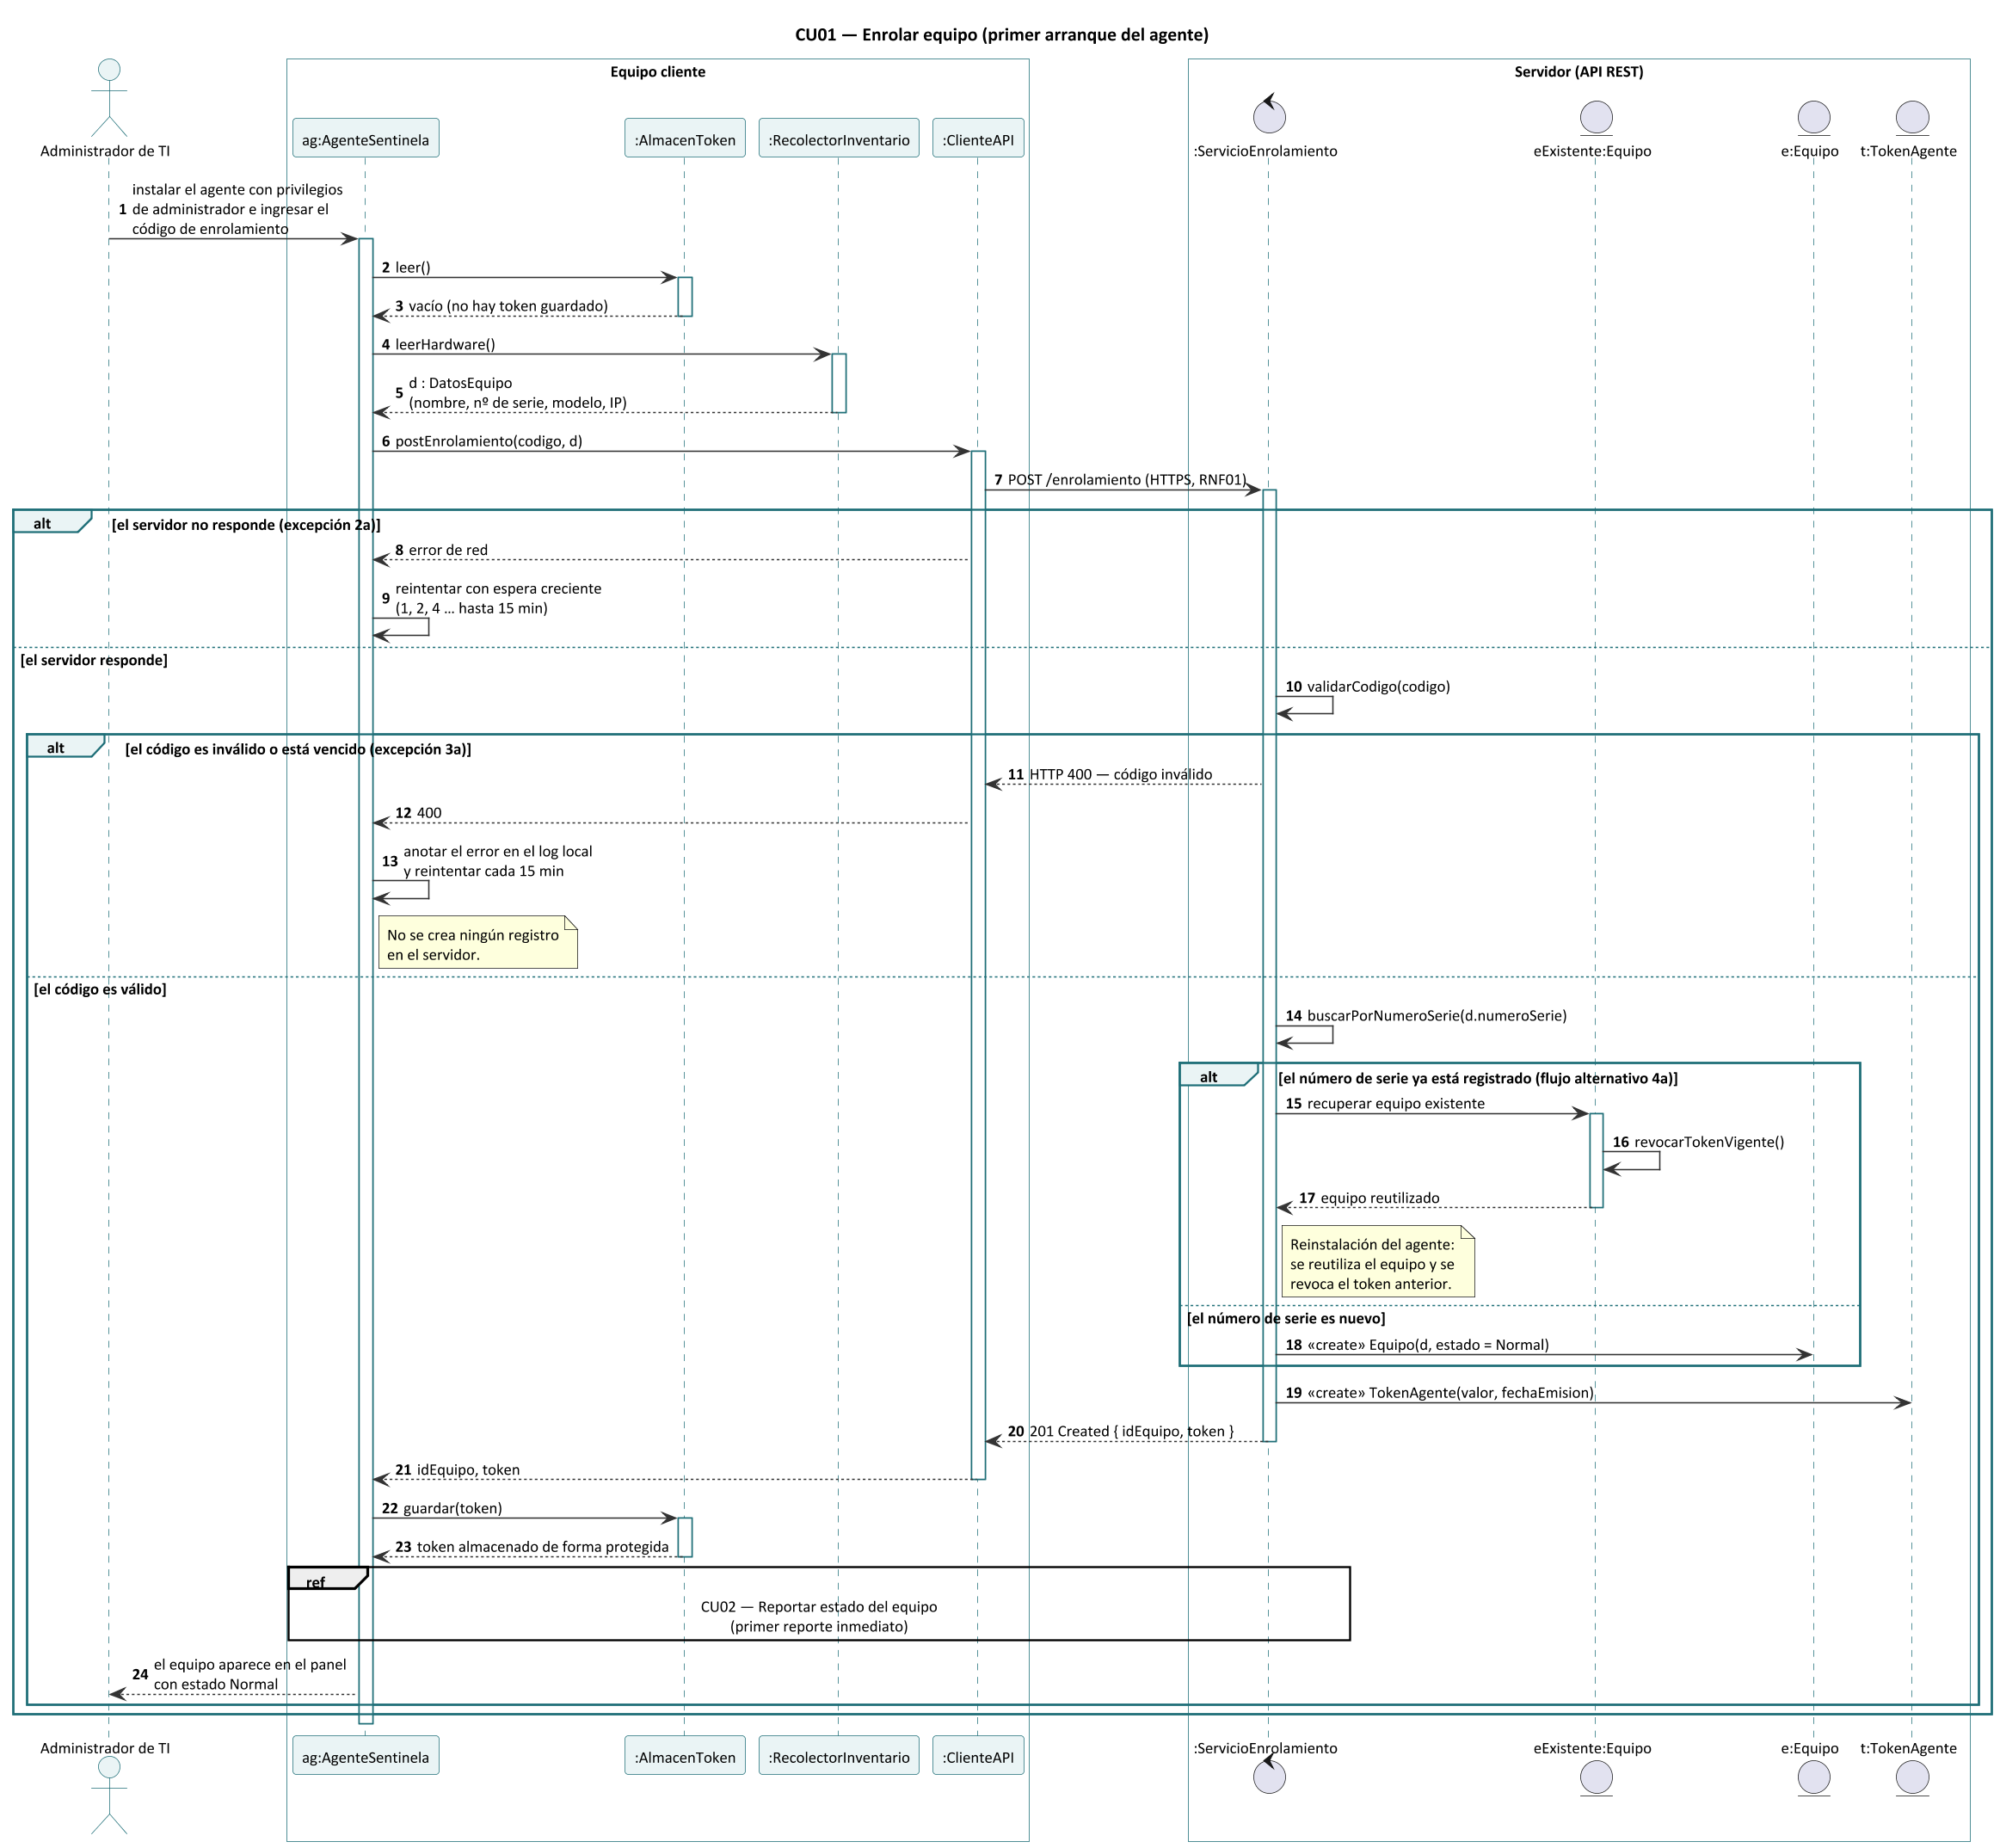 CU01 — Enrolar equipo (primer arranque del agente)
Equipo cliente
Servidor (API REST)
Administrador de TI
ag:AgenteSentinela
:AlmacenToken
:RecolectorInventario
:ClienteAPI
:ServicioEnrolamiento
eExistente:Equipo
e:Equipo
t:TokenAgente
1 instalar el agente con privilegios
de administrador e ingresar el
código de enrolamiento
2 leer()
3 vacío (no hay token guardado)
4 leerHardware()
5 d : DatosEquipo
(nombre, nº de serie, modelo, IP)
6 postEnrolamiento(codigo, d)
7 POST /enrolamiento (HTTPS, RNF01)
alt [el servidor no responde (excepción 2a)]
8 error de red
9 reintentar con espera creciente
(1, 2, 4 ... hasta 15 min)
[el servidor responde]
10 validarCodigo(codigo)
alt [el código es inválido o está vencido (excepción 3a)]
11 HTTP 400 — código inválido
12 400
13 anotar el error en el log local
y reintentar cada 15 min
No se crea ningún registro
en el servidor.
[el código es válido]
14 buscarPorNumeroSerie(d.numeroSerie)
alt [el número de serie ya está registrado (flujo alternativo 4a)]
15 recuperar equipo existente
16 revocarTokenVigente()
17 equipo reutilizado
Reinstalación del agente:
se reutiliza el equipo y se
revoca el token anterior.
[el número de serie es nuevo]
18 «create» Equipo(d, estado = Normal)
19 «create» TokenAgente(valor, fechaEmision)
20 201 Created { idEquipo, token }
21 idEquipo, token
22 guardar(token)
23 token almacenado de forma protegida
ref
CU02 — Reportar estado del equipo
(primer reporte inmediato)
24 el equipo aparece en el panel
con estado Normal
Administrador de TI
ag:AgenteSentinela
:AlmacenToken
:RecolectorInventario
:ClienteAPI
:ServicioEnrolamiento
eExistente:Equipo
e:Equipo
t:TokenAgente